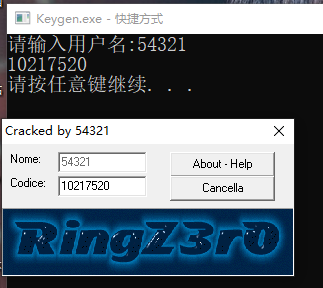 Keygen.exe - 快捷方式
请输入用户名:54321
10217520
请按任意键继续. . .
Cracked by 54321
Nome: 54321 About - Help
Codice: 10217520 Cancella
RingZ3r0